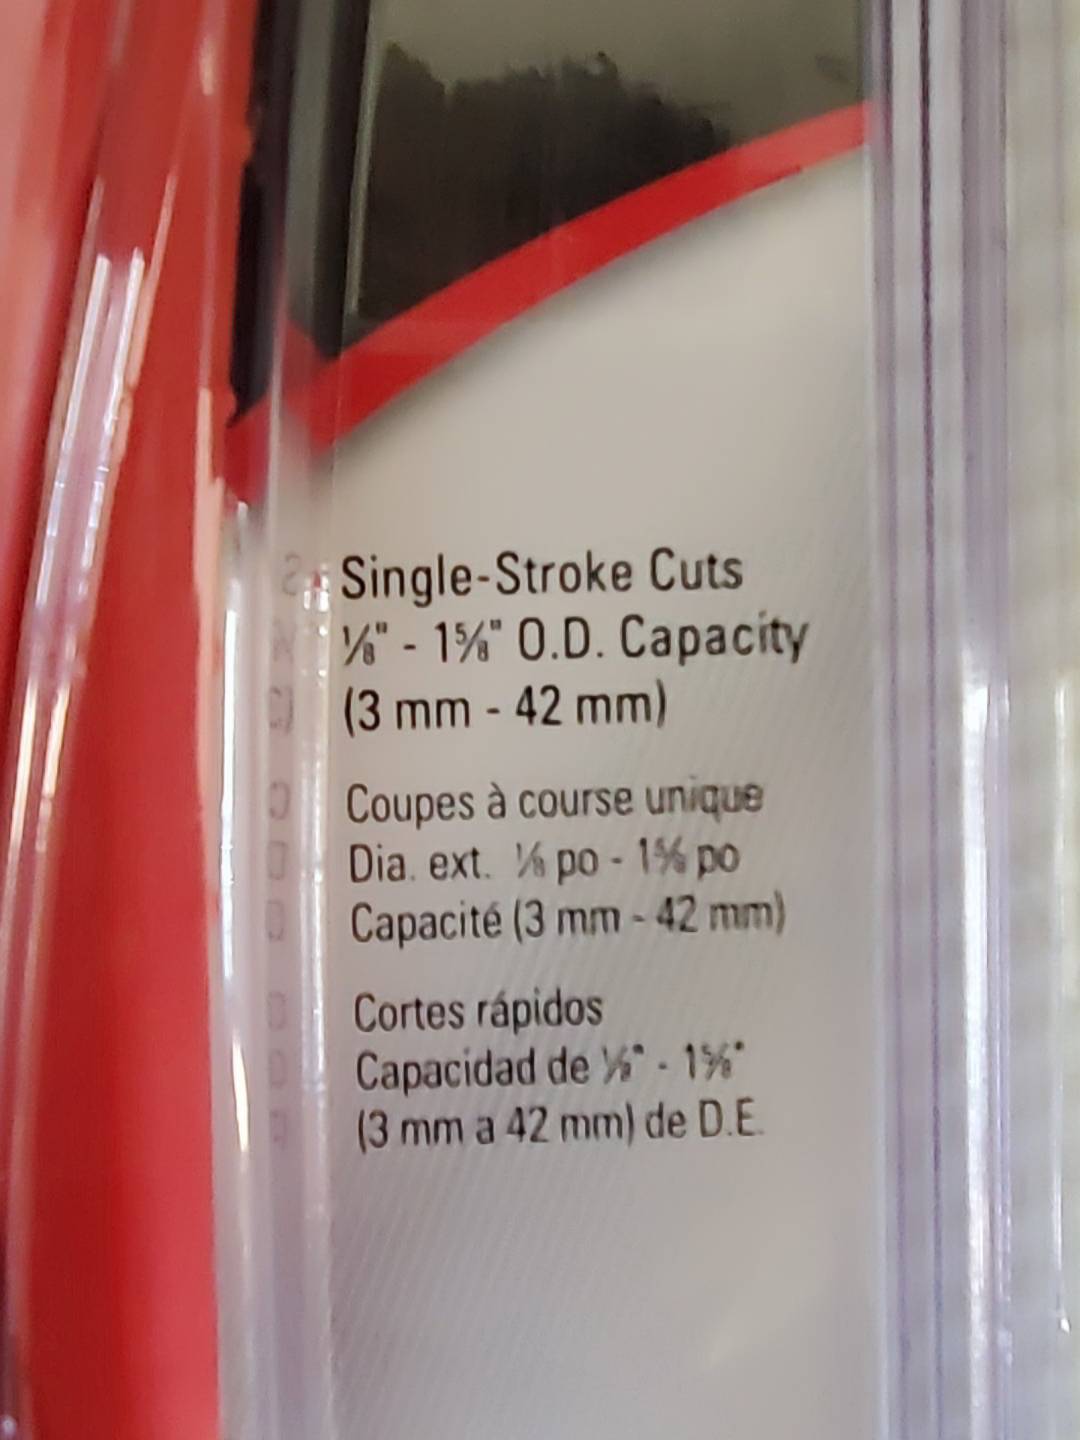 Single-Stroke Cuts
⅛" - 1⅝" O.D. Capacity
(3 mm - 42 mm)
Coupes à course unique
Dia. ext. ⅛ po - 1⅝ po
Capacité (3 mm - 42 mm)
Cortes rápidos
Capacidad de ⅛" - 1⅝"
(3 mm a 42 mm) de D.E.